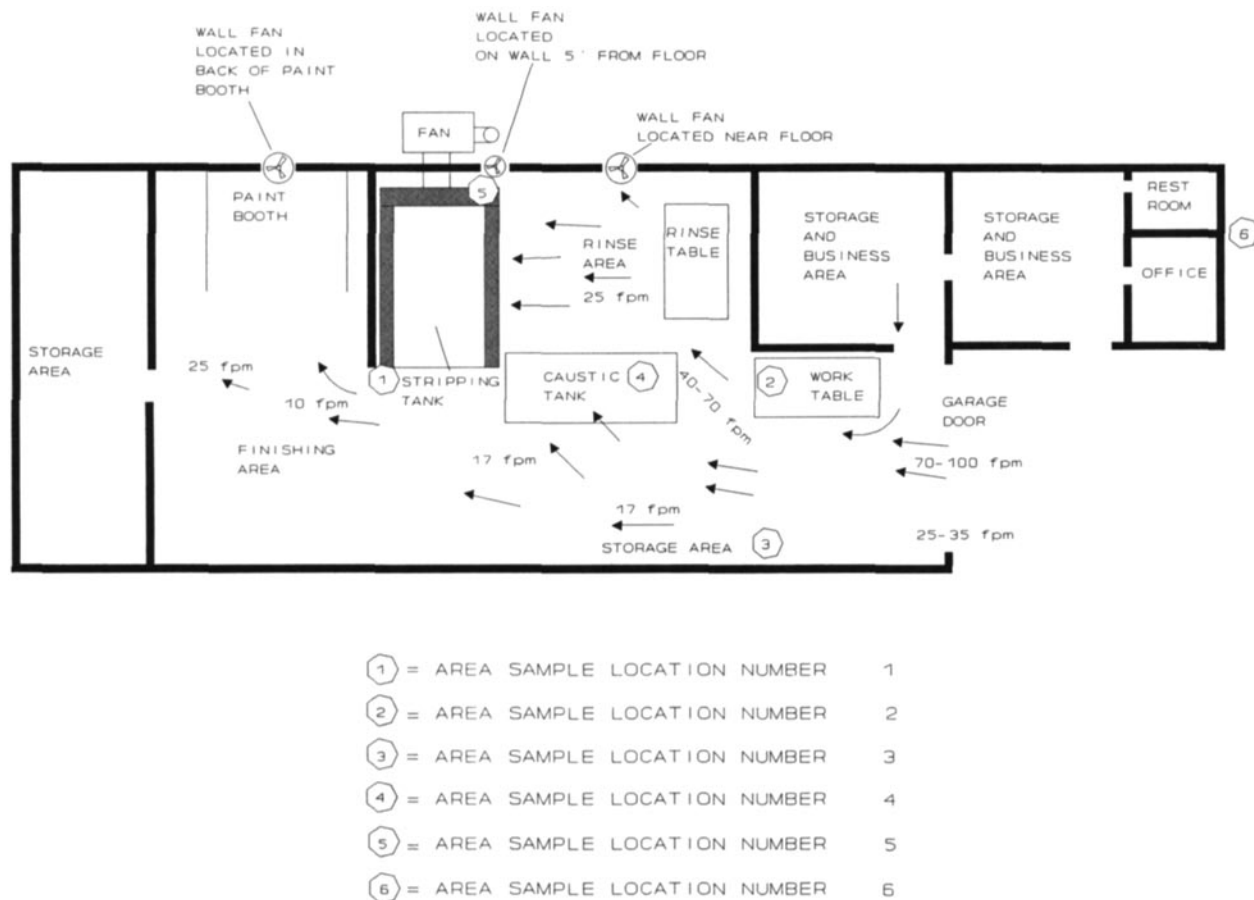 WALL FAN
LOCATED IN
BACK OF PAINT
BOOTH
WALL FAN
LOCATED
ON WALL 5' FROM FLOOR
FAN
WALL FAN
LOCATED NEAR FLOOR
PAINT
BOOTH
5
RINSE
AREA
RINSE
TABLE
25 fpm
STORAGE
AND
BUSINESS
AREA
STORAGE
AND
BUSINESS
AREA
REST
ROOM
6
OFFICE
STORAGE
AREA
25 fpm
10 fpm
FINISHING
AREA
1
STRIPPING
TANK
CAUSTIC
TANK
4
40-70 fpm
2
WORK
TABLE
GARAGE
DOOR
17 fpm
70-100 fpm
17 fpm
STORAGE AREA
3
25-35 fpm
1 = AREA SAMPLE LOCATION NUMBER 1
2 = AREA SAMPLE LOCATION NUMBER 2
3 = AREA SAMPLE LOCATION NUMBER 3
4 = AREA SAMPLE LOCATION NUMBER 4
5 = AREA SAMPLE LOCATION NUMBER 5
6 = AREA SAMPLE LOCATION NUMBER 6